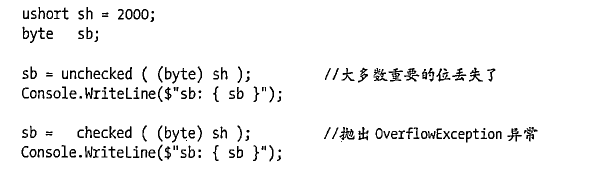 ushort sh = 2000;
byte   sb;
sb = unchecked ( (byte) sh );          //大多数重要的位丢失了
Console.WriteLine($"sb: { sb }");
sb =   checked ( (byte) sh );          //抛出 OverflowException 异常
Console.WriteLine($"sb: { sb }");